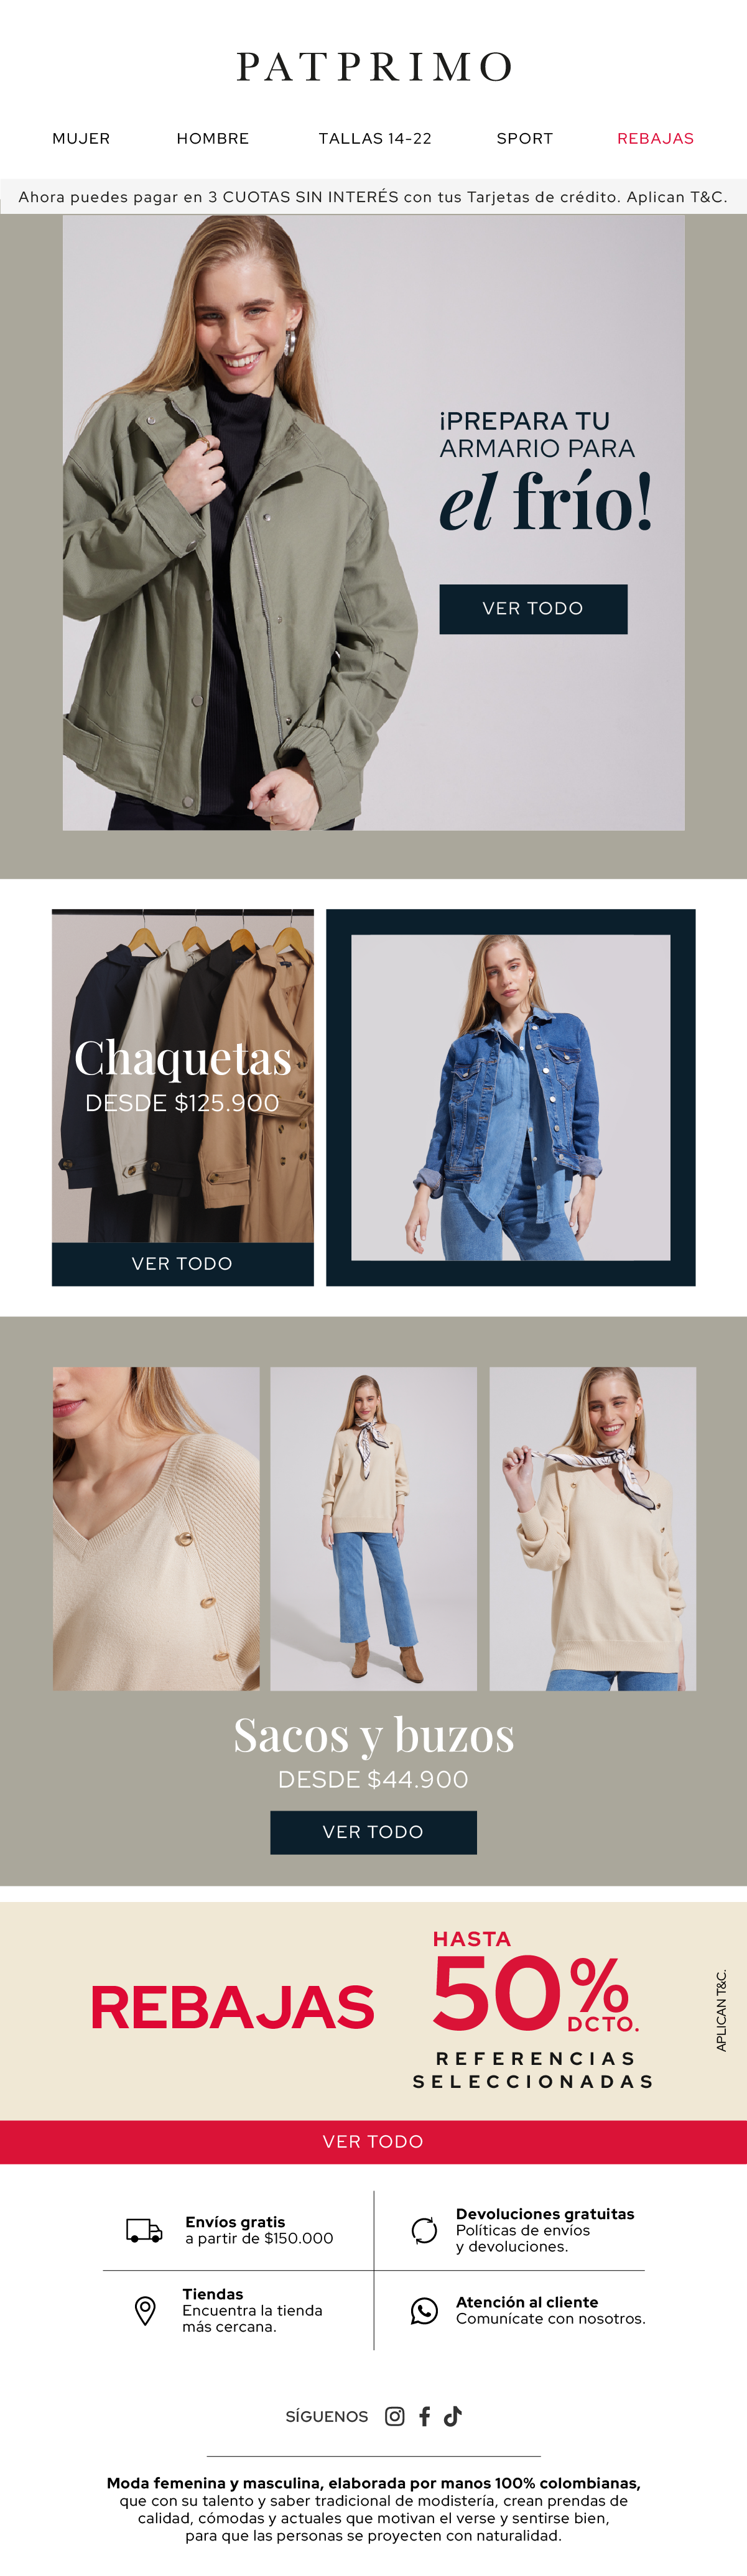 PATPRIMO
MUJER HOMBRE TALLAS 14-22 SPORT REBAJAS
Ahora puedes pagar en 3 CUOTAS SIN INTERÉS con tus Tarjetas de crédito. Aplican T&C.
¡PREPARA TU
ARMARIO PARA
el frío!
VER TODO
Chaquetas
DESDE $125.900
VER TODO
Sacos y buzos
DESDE $44.900
VER TODO
REBAJAS
HASTA
50%
DCTO.
REFERENCIAS
SELECCIONADAS
APLICAN T&C.
VER TODO
Envíos gratis
a partir de $150.000
Devoluciones gratuitas
Políticas de envíos
y devoluciones.
Tiendas
Encuentra la tienda
más cercana.
Atención al cliente
Comunícate con nosotros.
SÍGUENOS
Moda femenina y masculina, elaborada por manos 100% colombianas,
que con su talento y saber tradicional de modistería, crean prendas de
calidad, cómodas y actuales que motivan el verse y sentirse bien,
para que las personas se proyecten con naturalidad.